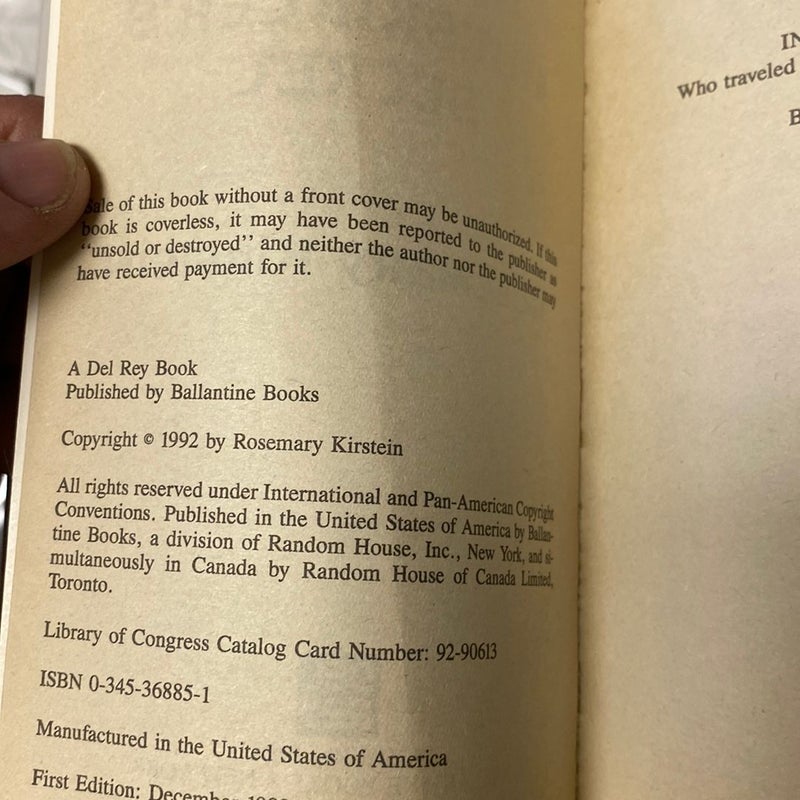 Sale of this book without a front cover may be unauthorized. If this
book is coverless, it may have been reported to the publisher as
“unsold or destroyed” and neither the author nor the publisher may
have received payment for it.
A Del Rey Book
Published by Ballantine Books
Copyright © 1992 by Rosemary Kirstein
All rights reserved under International and Pan-American Copyright
Conventions. Published in the United States of America by Ballan-
tine Books, a division of Random House, Inc., New York, and si-
multaneously in Canada by Random House of Canada Limited,
Toronto.
Library of Congress Catalog Card Number: 92-90613
ISBN 0-345-36885-1
Manufactured in the United States of America
First Edition: December
IN
Who traveled
B